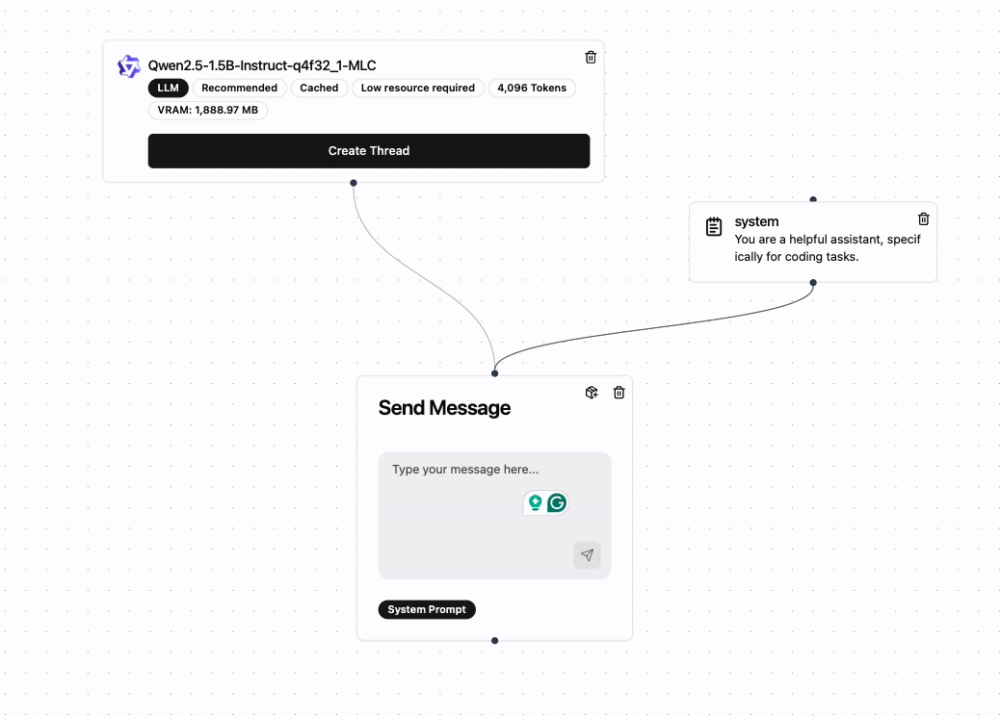 Qwen2.5-1.5B-Instruct-q4f32_1-MLC
LLM Recommended Cached Low resource required 4,096 Tokens
VRAM: 1,888.97 MB
Create Thread
system
You are a helpful assistant, specif
ically for coding tasks.
Send Message
Type your message here...
System Prompt